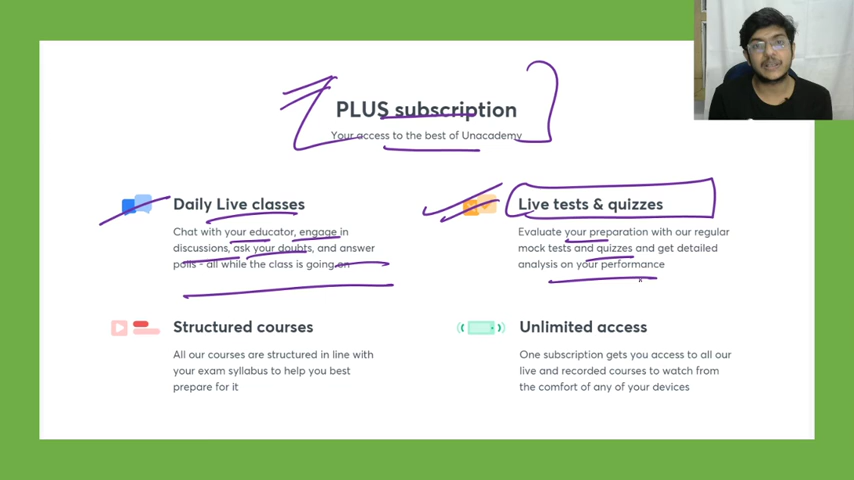 PLUS subscription
Your access to the best of Unacademy
Daily Live classes
Chat with your educator, engage in
discussions, ask your doubts, and answer
polls - all while the class is going on
Live tests & quizzes
Evaluate your preparation with our regular
mock tests and quizzes and get detailed
analysis on your performance
Structured courses
All our courses are structured in line with
your exam syllabus to help you best
prepare for it
Unlimited access
One subscription gets you access to all our
live and recorded courses to watch from
the comfort of any of your devices